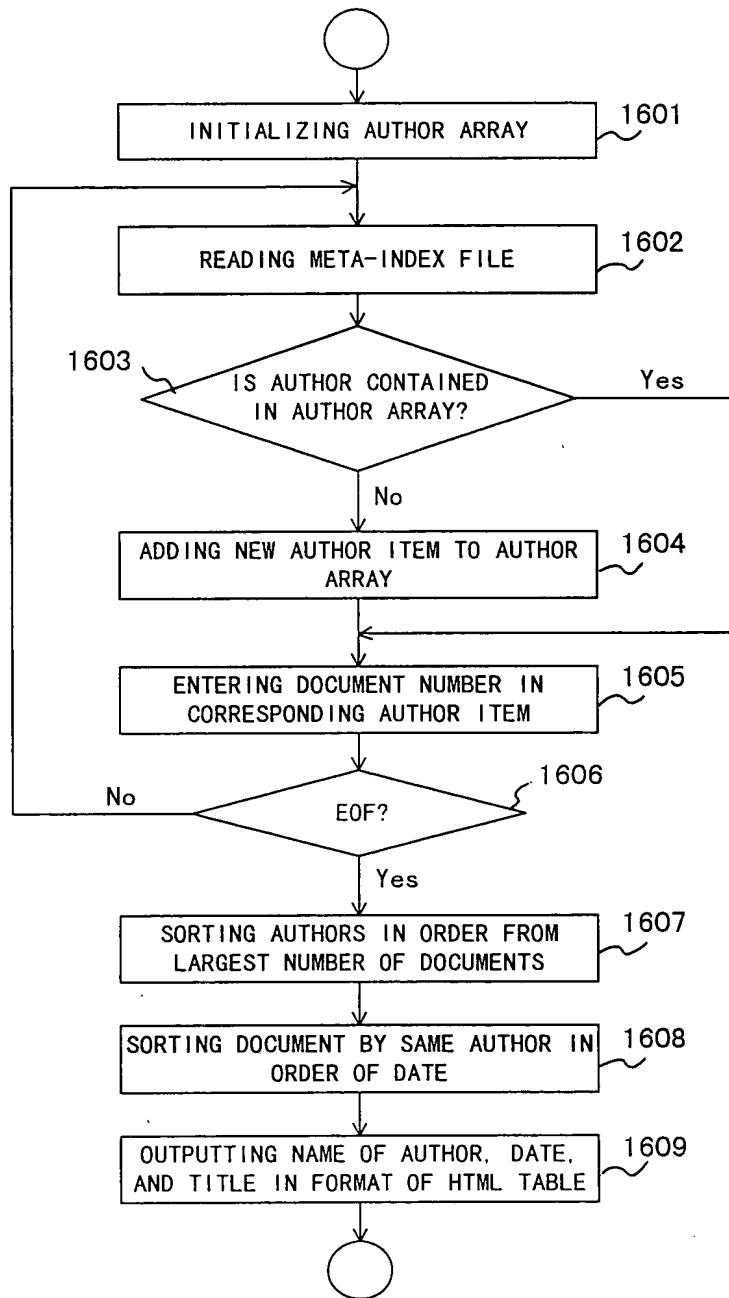 INITIALIZING AUTHOR ARRAY
1601
READING META-INDEX FILE
1602
1603
IS AUTHOR CONTAINED
IN AUTHOR ARRAY?
Yes
No
ADDING NEW AUTHOR ITEM TO AUTHOR
ARRAY
1604
ENTERING DOCUMENT NUMBER IN
CORRESPONDING AUTHOR ITEM
1605
EOF?
1606
No
Yes
SORTING AUTHORS IN ORDER FROM
LARGEST NUMBER OF DOCUMENTS
1607
SORTING DOCUMENT BY SAME AUTHOR IN
ORDER OF DATE
1608
OUTPUTTING NAME OF AUTHOR, DATE,
AND TITLE IN FORMAT OF HTML TABLE
1609